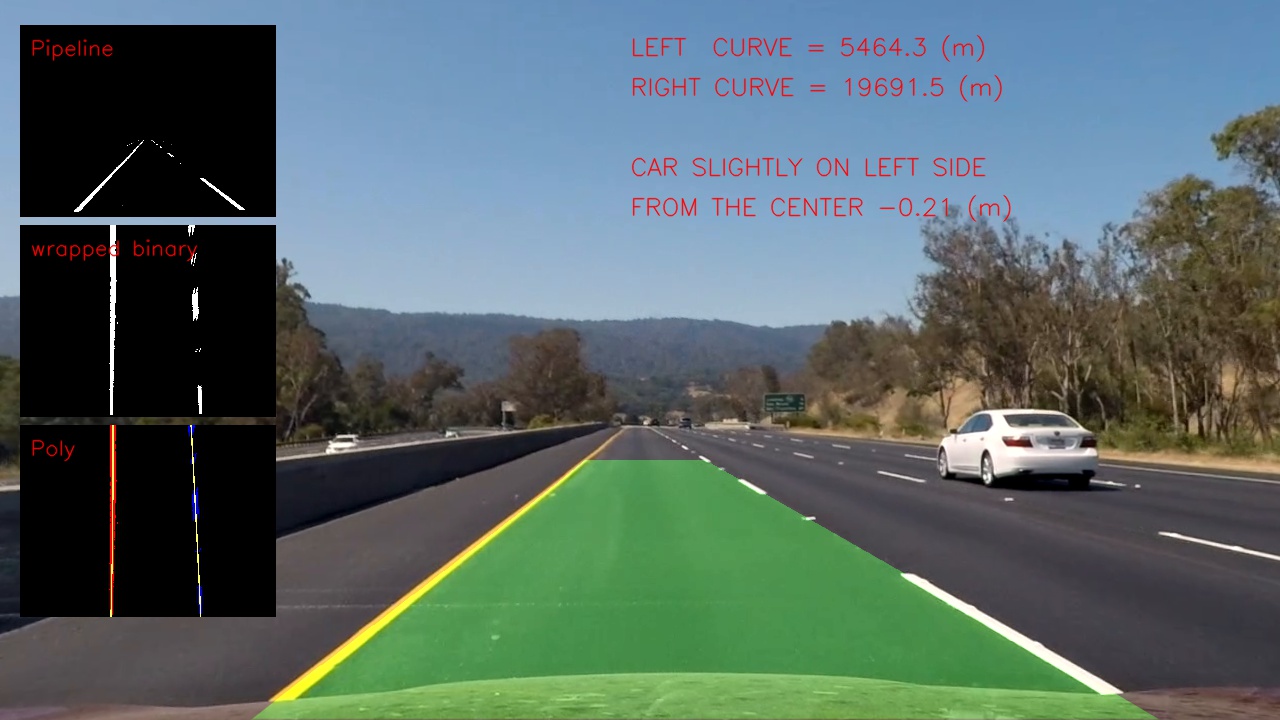 Pipeline
LEFT CURVE = 5464.3 (m)
RIGHT CURVE = 19691.5 (m)
CAR SLIGHTLY ON LEFT SIDE
FROM THE CENTER -0.21 (m)
wrapped binary
Poly